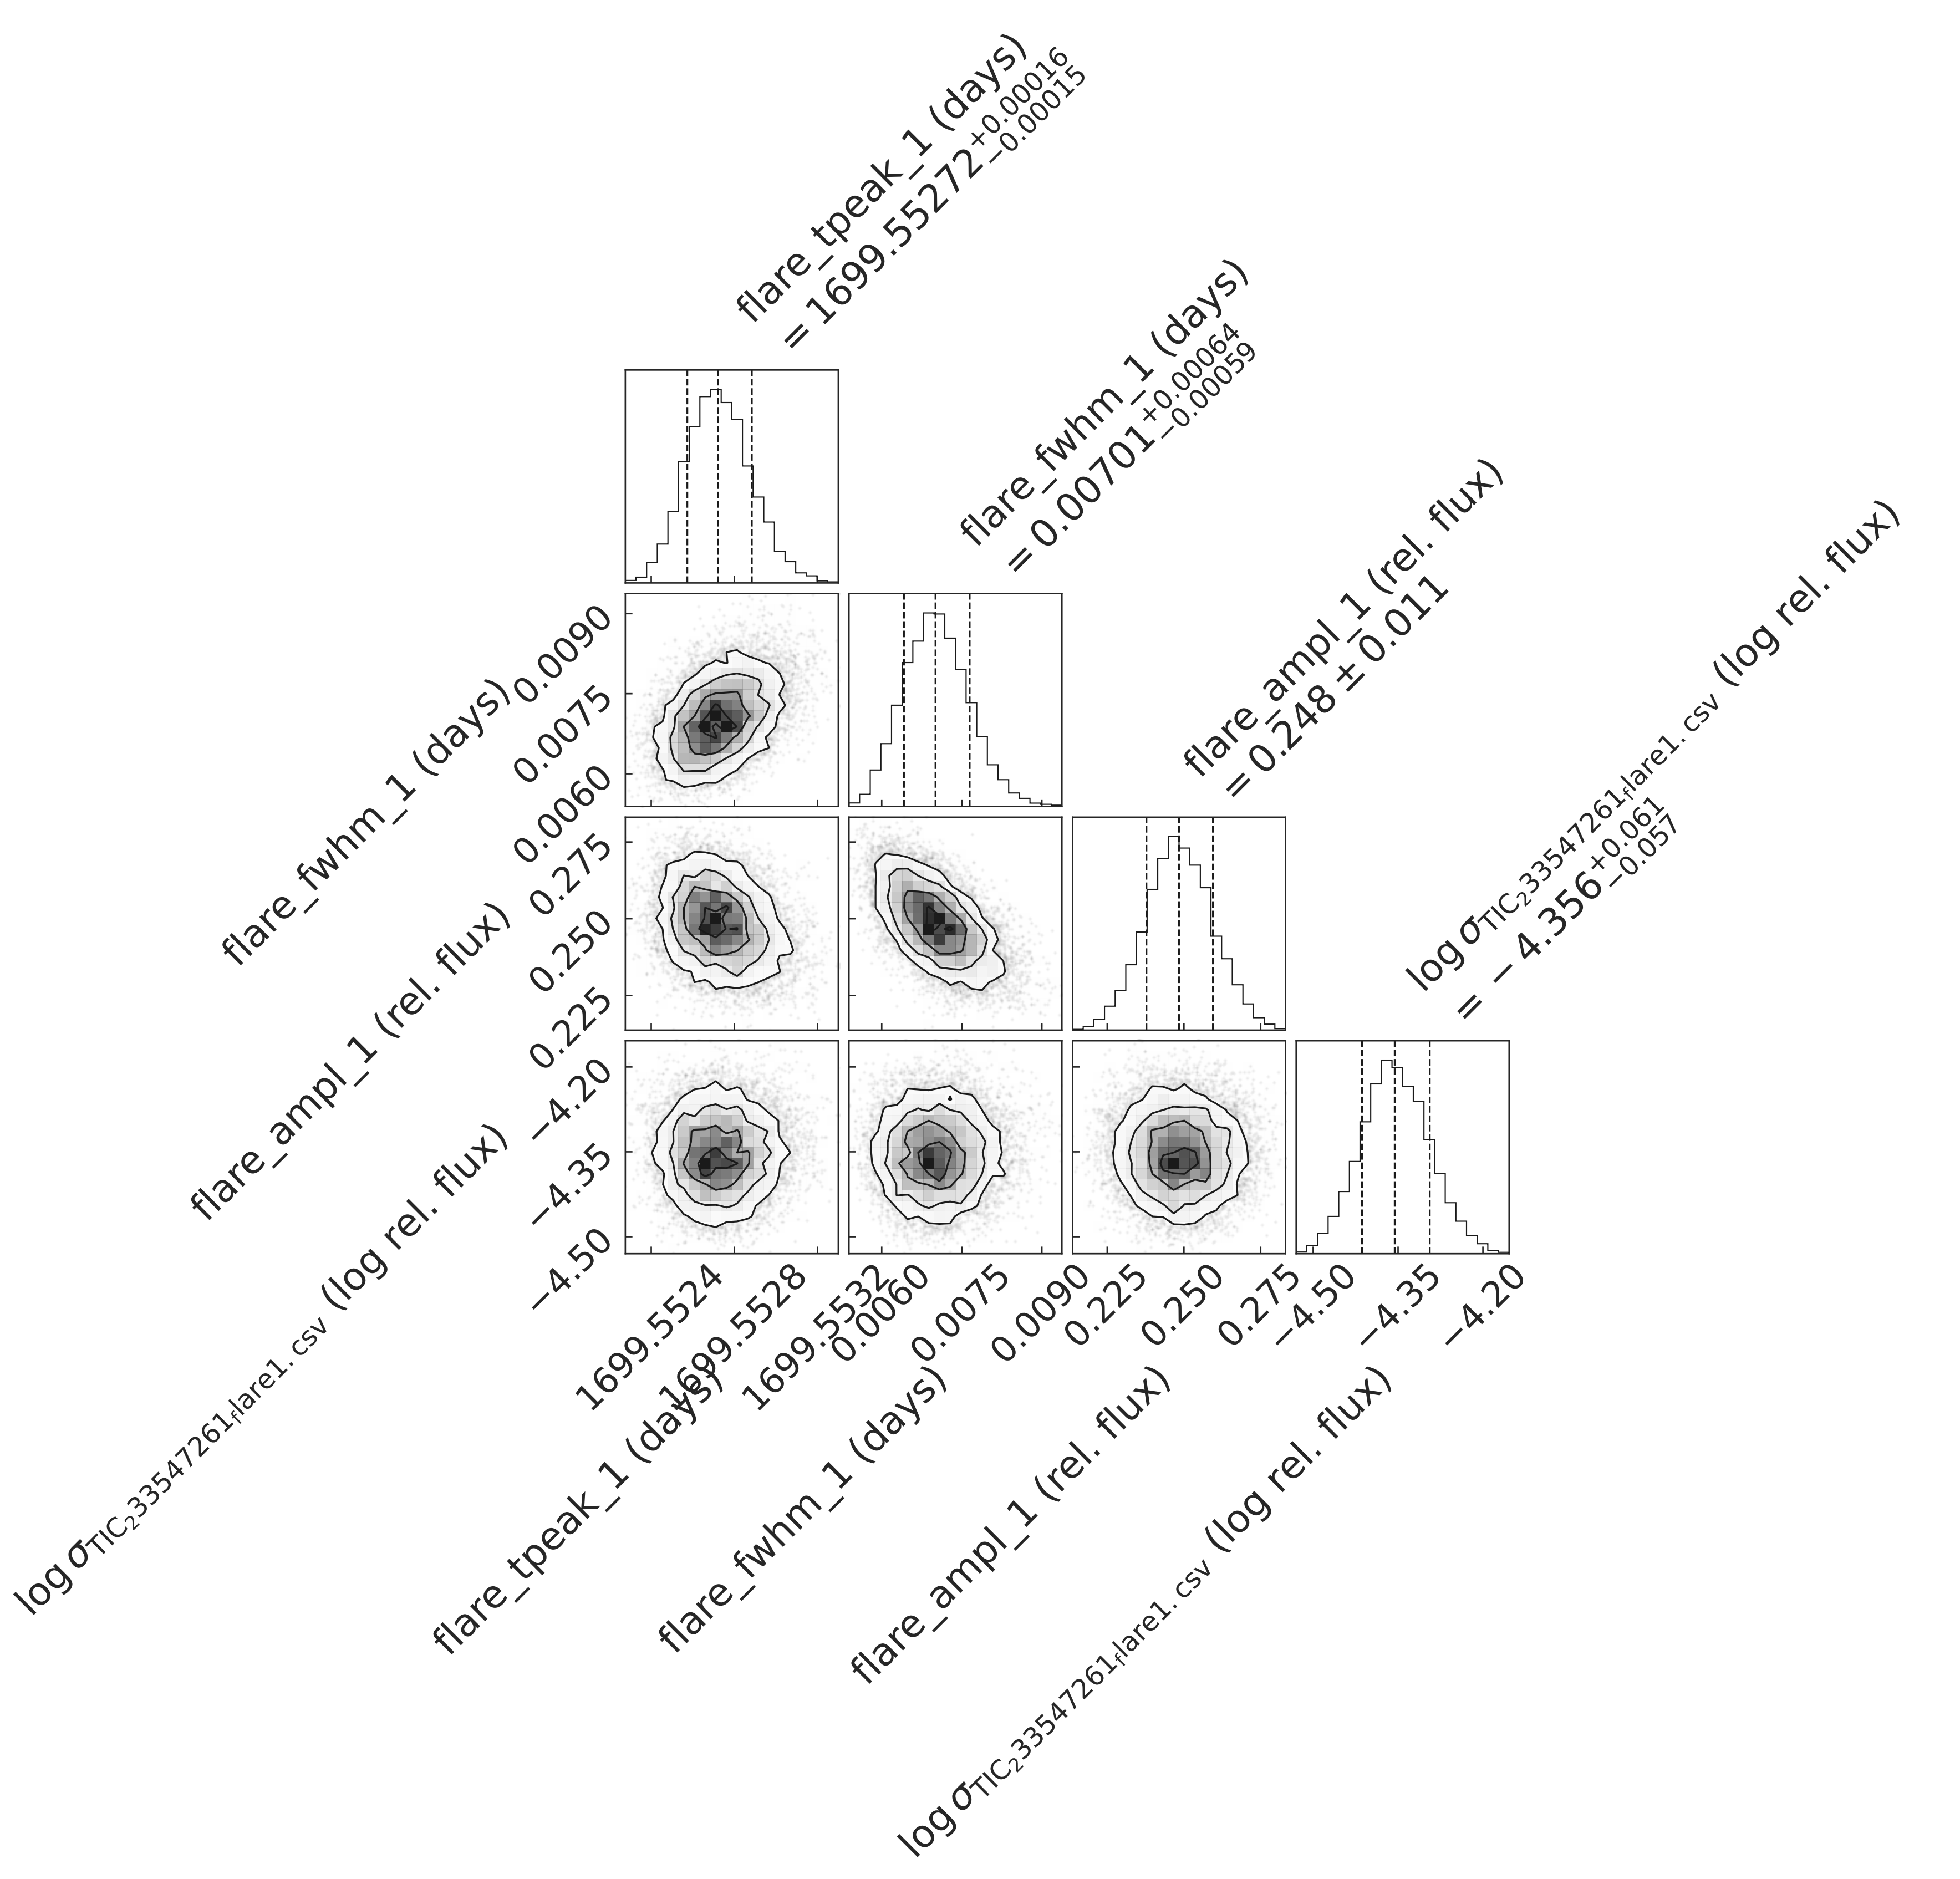 flare_tpeak_1 (days)
= 1699.55272 +0.00016 −0.00015
flare_fwhm_1 (days)
= 0.00701 +0.00064 −0.00059
flare_ampl_1 (rel. flux)
= 0.248 ± 0.011
log σTIC₂33547261flare1.csv (log rel. flux)
= −4.356 +0.061 −0.057
flare_fwhm_1 (days)
0.0090
0.0075
0.0060
flare_ampl_1 (rel. flux)
0.275
0.250
0.225
log σTIC₂33547261flare1.csv (log rel. flux)
−4.20
−4.35
−4.50
1699.5524
1699.5528
1699.5532
flare_tpeak_1 (days)
0.0060
0.0075
0.0090
flare_fwhm_1 (days)
0.225
0.250
0.275
flare_ampl_1 (rel. flux)
−4.50
−4.35
−4.20
log σTIC₂33547261flare1.csv (log rel. flux)